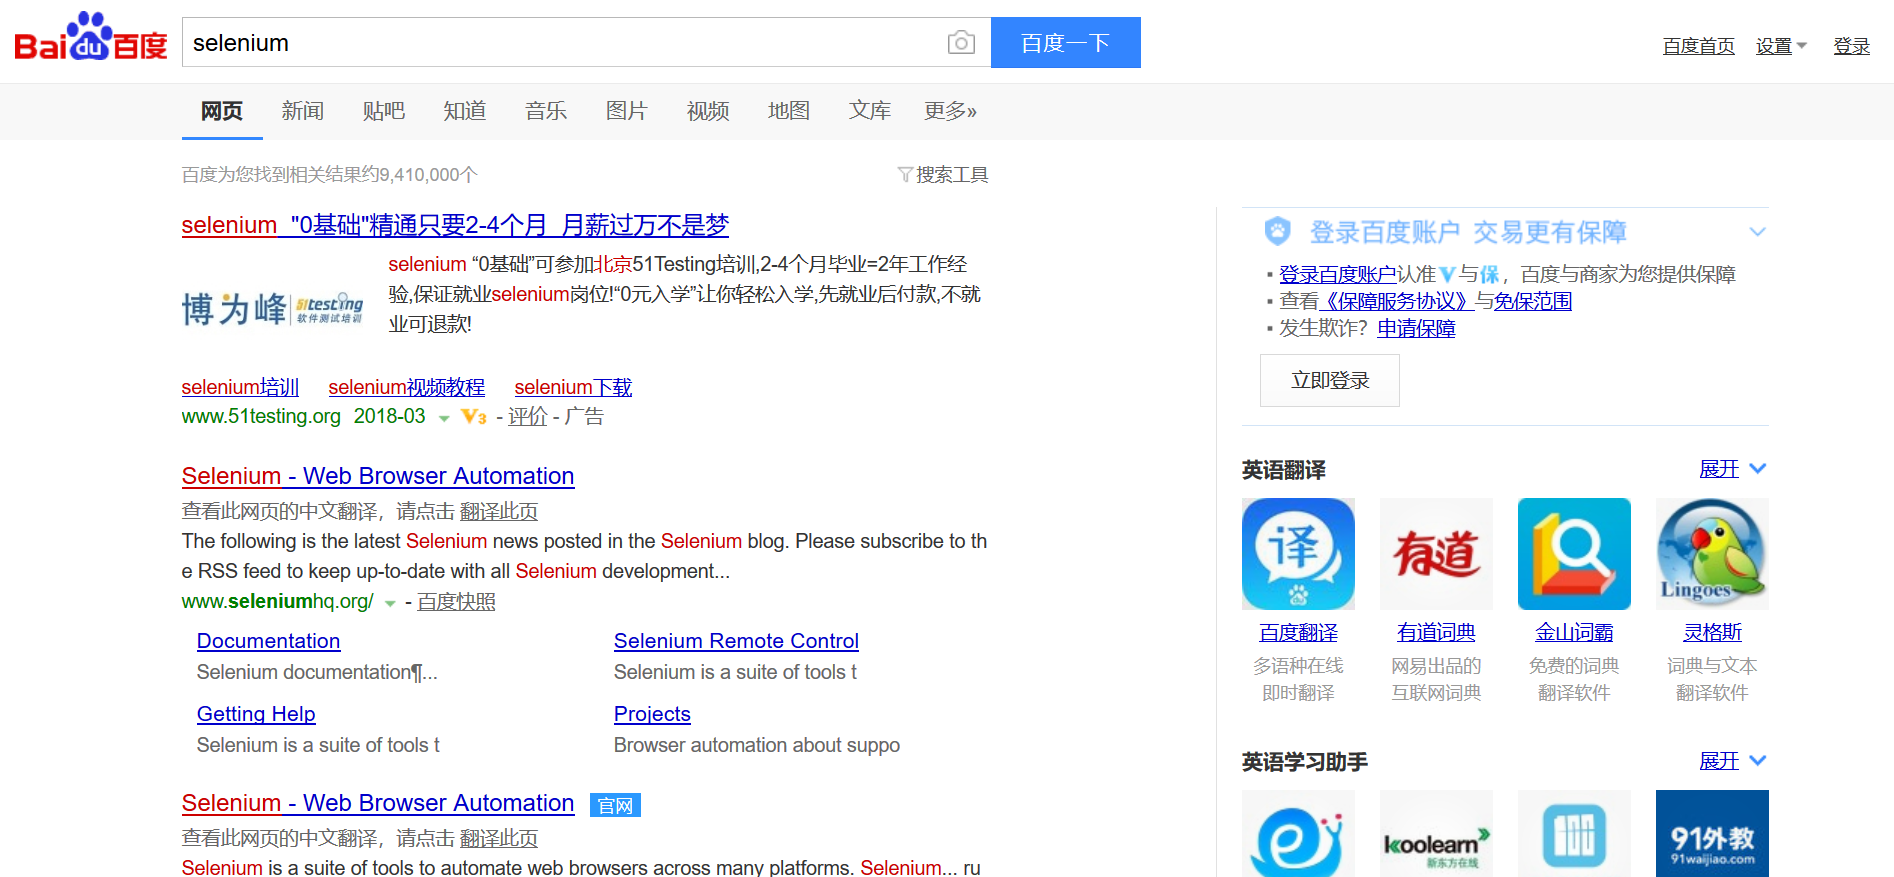 Baidu百度
selenium
百度一下
百度首页 设置 登录
网页 新闻 贴吧 知道 音乐 图片 视频 地图 文库 更多»
百度为您找到相关结果约9,410,000个
搜索工具
selenium "0基础"精通只要2-4个月 月薪过万不是梦
博为峰 51testing 软件测试培训
selenium “0基础”可参加北京51Testing培训,2-4个月毕业=2年工作经
验,保证就业selenium岗位!“0元入学”让你轻松入学,先就业后付款,不就
业可退款!
selenium培训 selenium视频教程 selenium下载
www.51testing.org 2018-03 V3 - 评价 - 广告
Selenium - Web Browser Automation
查看此网页的中文翻译，请点击 翻译此页
The following is the latest Selenium news posted in the Selenium blog. Please subscribe to th
e RSS feed to keep up-to-date with all Selenium development...
www.seleniumhq.org/ - 百度快照
Documentation
Selenium documentation¶...
Selenium Remote Control
Selenium is a suite of tools t
Getting Help
Selenium is a suite of tools t
Projects
Browser automation about suppo
Selenium - Web Browser Automation 官网
查看此网页的中文翻译，请点击 翻译此页
Selenium is a suite of tools to automate web browsers across many platforms. Selenium... ru
登录百度账户 交易更有保障
▪ 登录百度账户认准V与保，百度与商家为您提供保障
▪ 查看《保障服务协议》与免保范围
▪ 发生欺诈？申请保障
立即登录
英语翻译 展开
译
有道
Lingoes
百度翻译 有道词典 金山词霸 灵格斯
多语种在线 网易出品的 免费的词典 词典与文本
即时翻译 互联网词典 翻译软件 翻译软件
英语学习助手 展开
koolearn
新东方在线
91外教
91waijiao.com